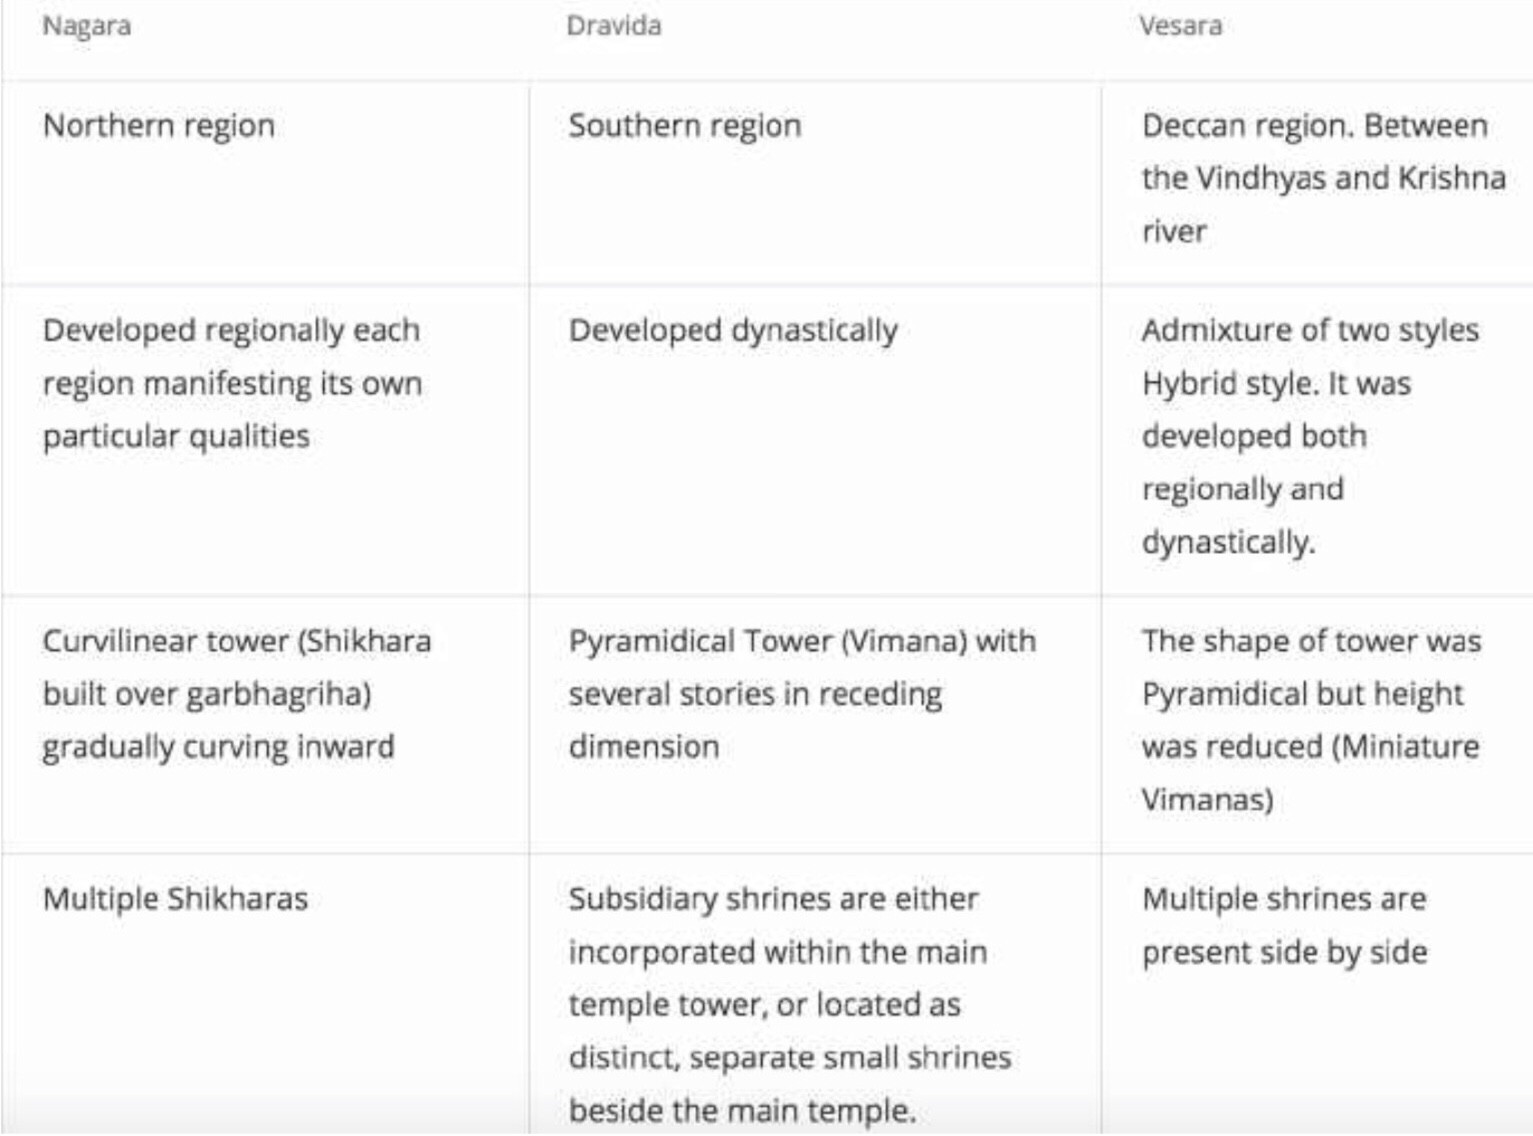 Nagara
Dravida
Vesara
Northern region
Southern region
Deccan region. Between
the Vindhyas and Krishna
river
Developed regionally each
region manifesting its own
particular qualities
Developed dynastically
Admixture of two styles
Hybrid style. It was
developed both
regionally and
dynastically.
Curvilinear tower (Shikhara
built over garbhagriha)
gradually curving inward
Pyramidical Tower (Vimana) with
several stories in receding
dimension
The shape of tower was
Pyramidical but height
was reduced (Miniature
Vimanas)
Multiple Shikharas
Subsidiary shrines are either
incorporated within the main
temple tower, or located as
distinct, separate small shrines
beside the main temple.
Multiple shrines are
present side by side